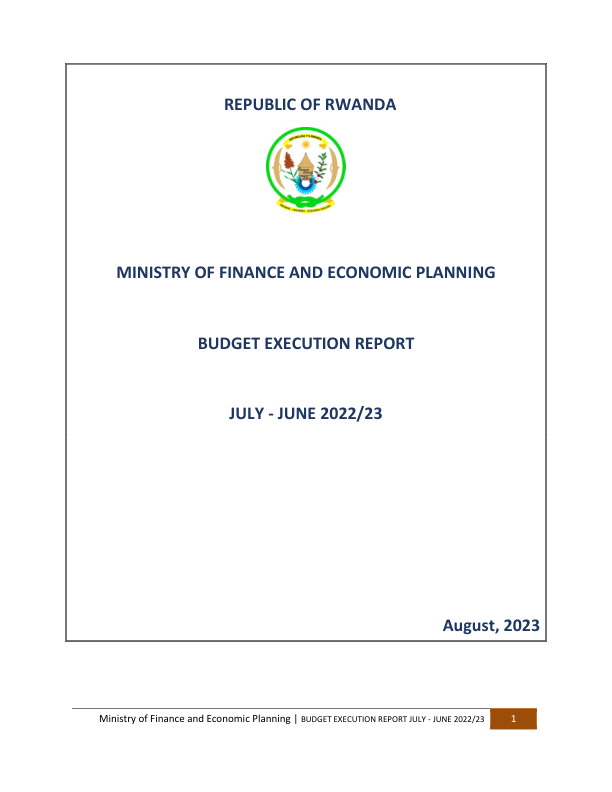 REPUBLIC OF RWANDA
MINISTRY OF FINANCE AND ECONOMIC PLANNING
BUDGET EXECUTION REPORT
JULY - JUNE 2022/23
August, 2023
Ministry of Finance and Economic Planning | BUDGET EXECUTION REPORT JULY - JUNE 2022/23 1